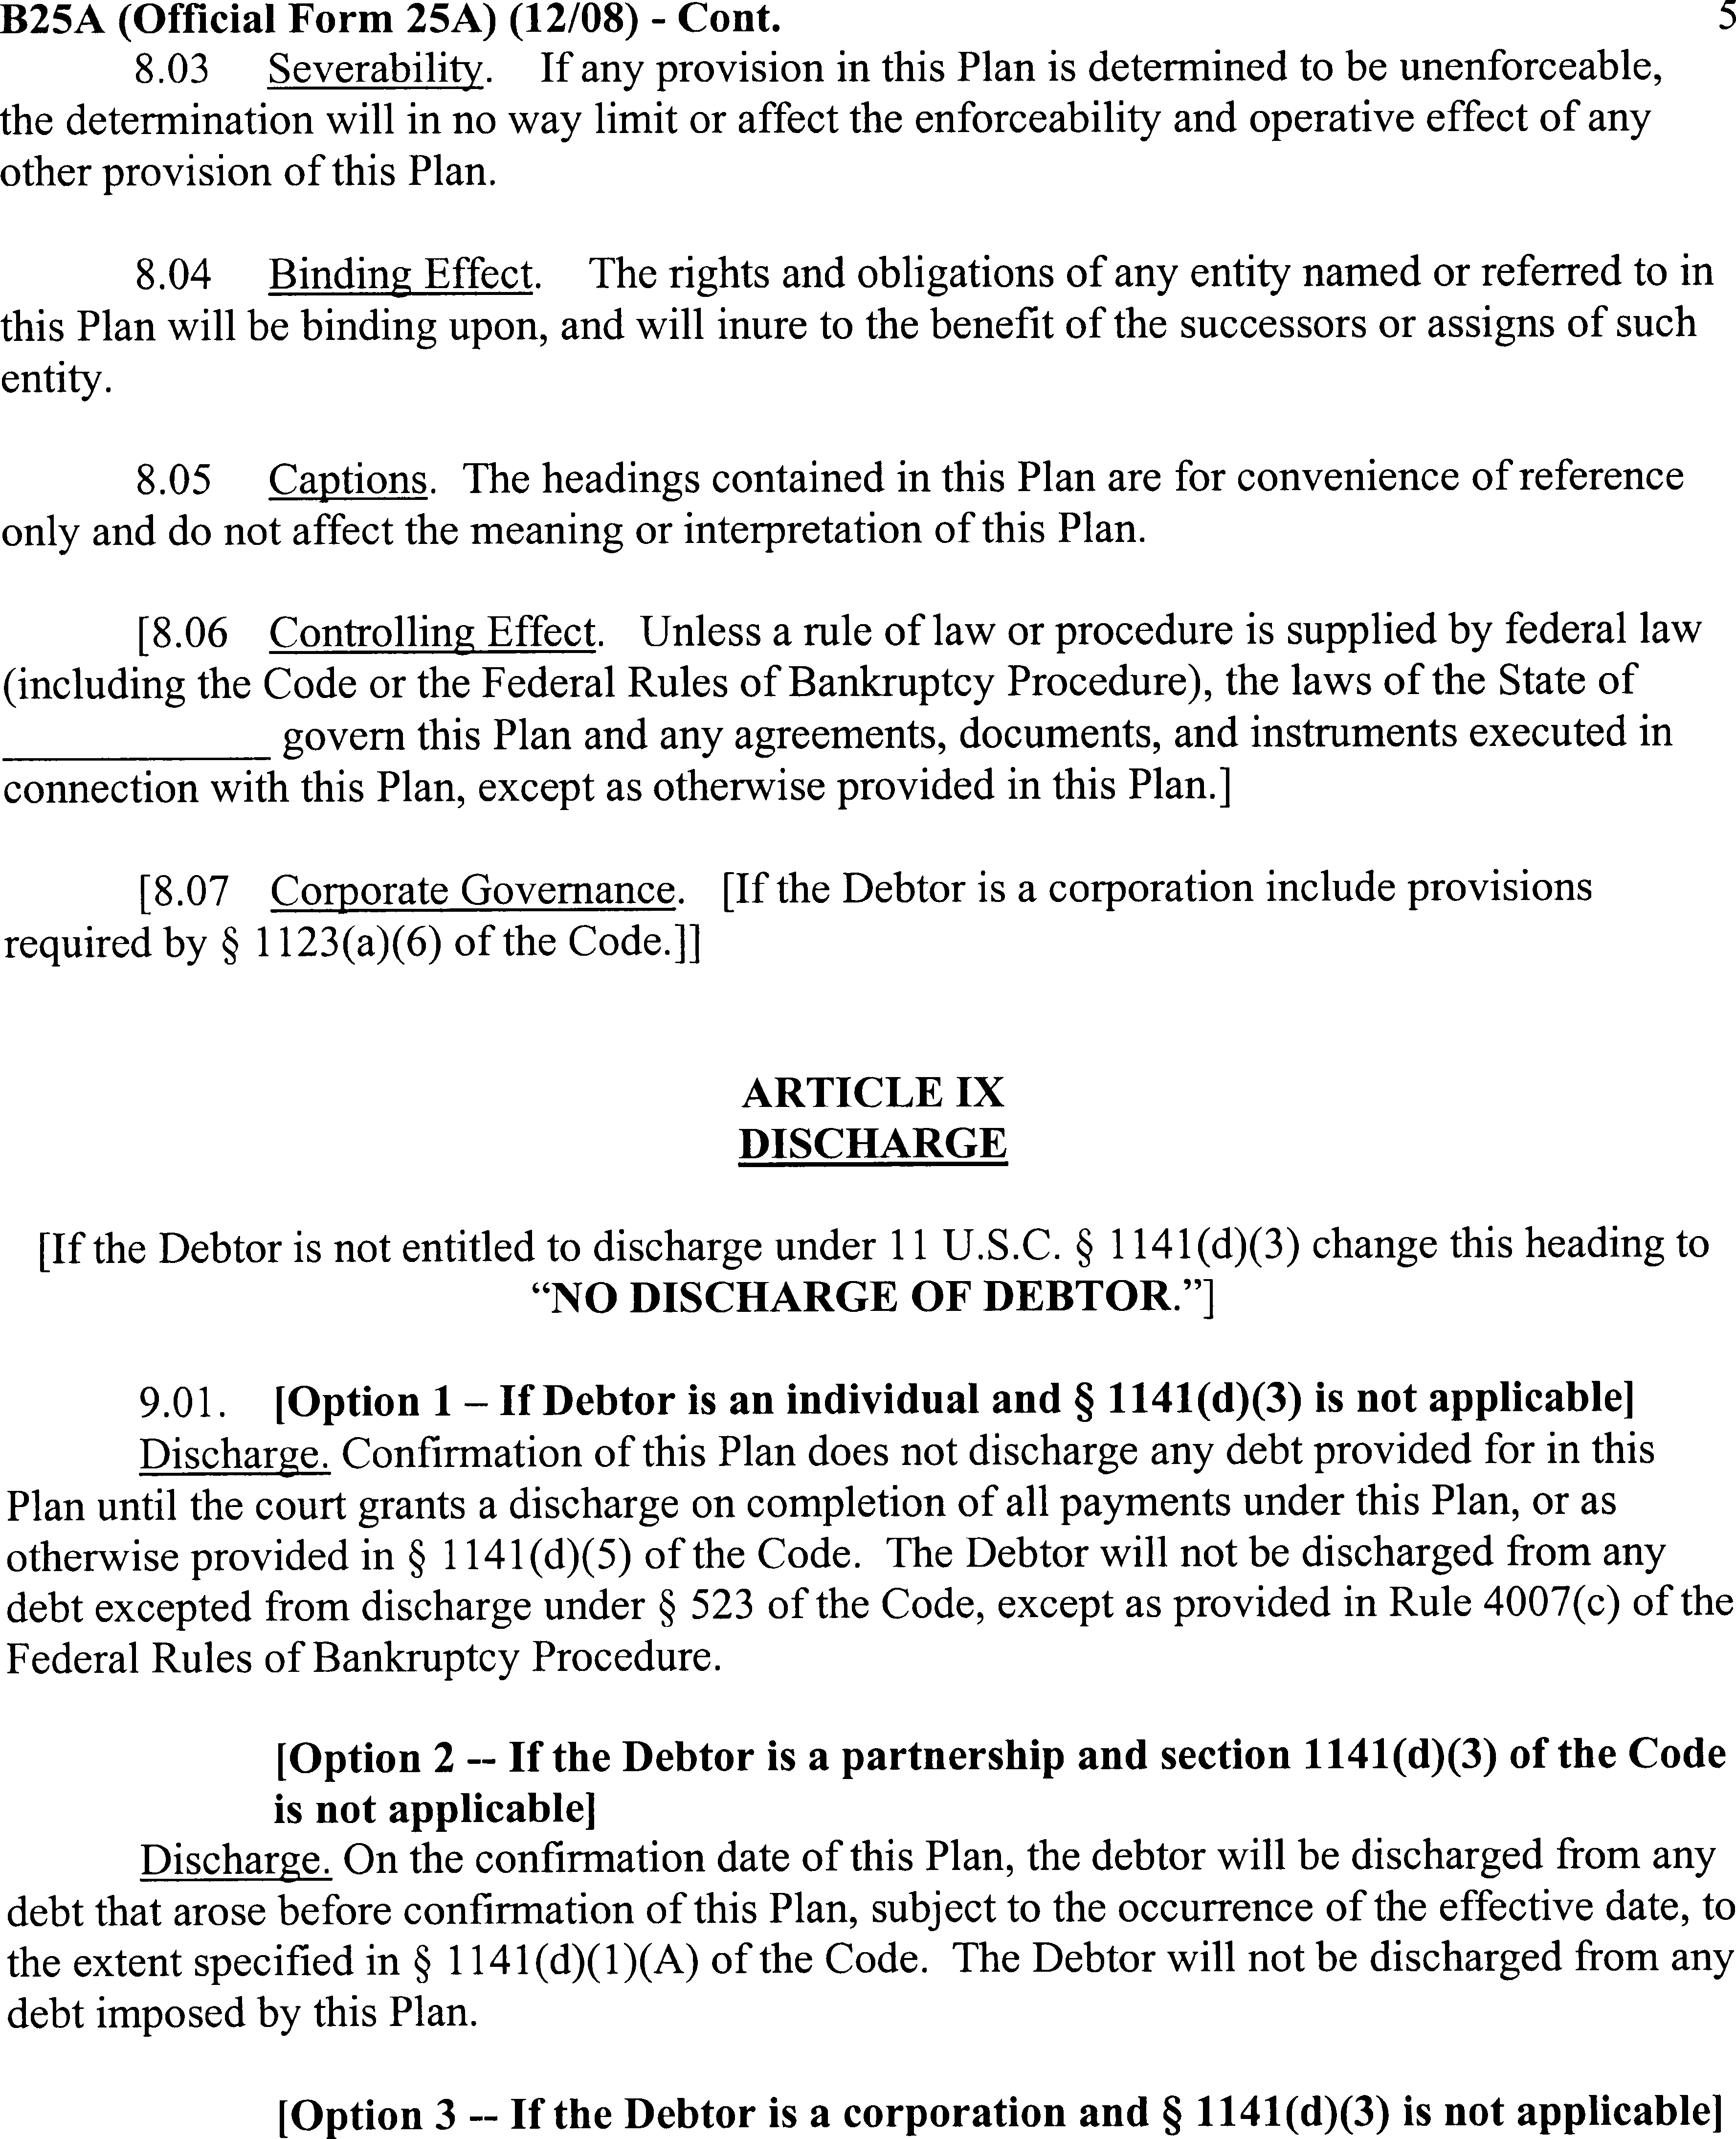 B25A (Official Form 25A) (12/08) - Cont. 5
8.03 Severability. If any provision in this Plan is determined to be unenforceable,
the determination will in no way limit or affect the enforceability and operative effect of any
other provision of this Plan.
8.04 Binding Effect. The rights and obligations of any entity named or referred to in
this Plan will be binding upon, and will inure to the benefit of the successors or assigns of such
entity.
8.05 Captions. The headings contained in this Plan are for convenience of reference
only and do not affect the meaning or interpretation of this Plan.
[8.06 Controlling Effect. Unless a rule of law or procedure is supplied by federal law
(including the Code or the Federal Rules of Bankruptcy Procedure), the laws of the State of
______________ govern this Plan and any agreements, documents, and instruments executed in
connection with this Plan, except as otherwise provided in this Plan.]
[8.07 Corporate Governance. [If the Debtor is a corporation include provisions
required by § 1123(a)(6) of the Code.]]
ARTICLE IX
DISCHARGE
[If the Debtor is not entitled to discharge under 11 U.S.C. § 1141(d)(3) change this heading to
“NO DISCHARGE OF DEBTOR.”]
9.01. [Option 1 – If Debtor is an individual and § 1141(d)(3) is not applicable]
Discharge. Confirmation of this Plan does not discharge any debt provided for in this
Plan until the court grants a discharge on completion of all payments under this Plan, or as
otherwise provided in § 1141(d)(5) of the Code. The Debtor will not be discharged from any
debt excepted from discharge under § 523 of the Code, except as provided in Rule 4007(c) of the
Federal Rules of Bankruptcy Procedure.
[Option 2 -- If the Debtor is a partnership and section 1141(d)(3) of the Code
is not applicable]
Discharge. On the confirmation date of this Plan, the debtor will be discharged from any
debt that arose before confirmation of this Plan, subject to the occurrence of the effective date, to
the extent specified in § 1141(d)(1)(A) of the Code. The Debtor will not be discharged from any
debt imposed by this Plan.
[Option 3 -- If the Debtor is a corporation and § 1141(d)(3) is not applicable]